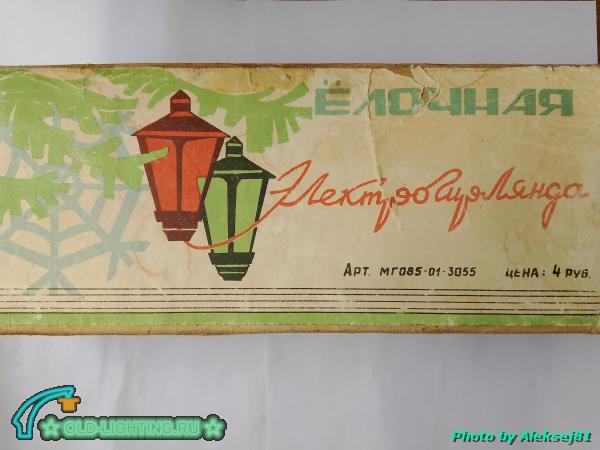 ЁЛОЧНАЯ
Электрогирлянда
АРТ. МГ085-01-3055 ЦЕНА: 4 РУБ.
OLD-LIGHTING.RU
Photo by Aleksej81